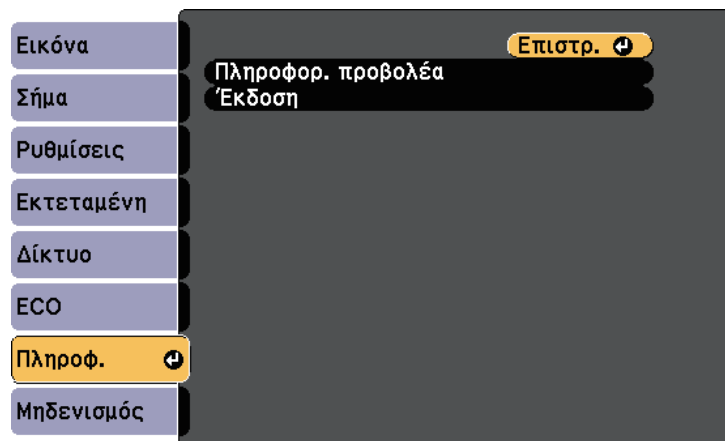 Εικόνα
Σήμα
Ρυθμίσεις
Εκτεταμένη
Δίκτυο
ECO
Πληροφ.
Μηδενισμός
Επιστρ.
Πληροφορ. προβολέα
Έκδοση